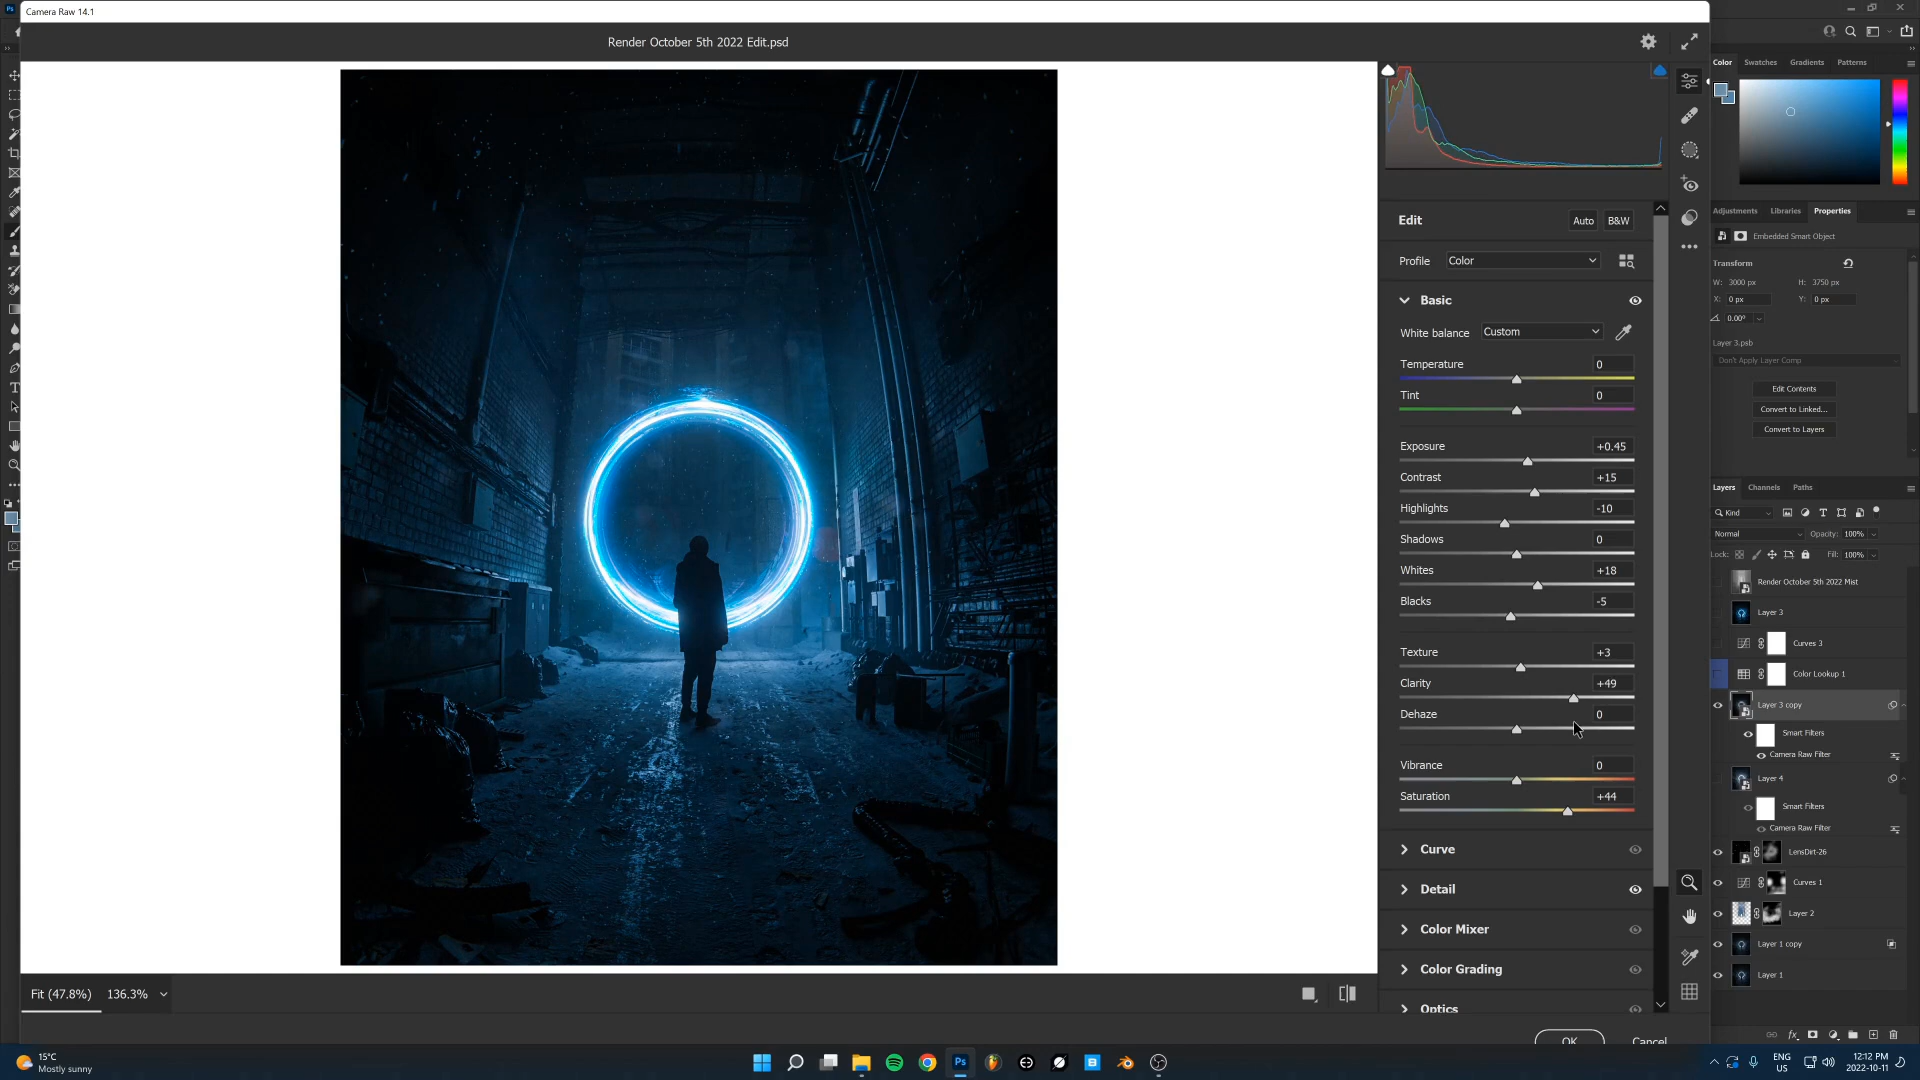 Camera Raw 14.1
Render October 5th 2022 Edit.psd
Edit
Auto
B&W
Profile
Color
Basic
White balance
Custom
Temperature
0
Tint
0
Exposure
+0.45
Contrast
+15
Highlights
-10
Shadows
0
Whites
+18
Blacks
-5
Texture
+3
Clarity
+49
Dehaze
0
Vibrance
0
Saturation
+44
Curve
Detail
Color Mixer
Color Grading
Optics
OK
Cancel
Fit (47.8%)
136.3%
Color
Swatches
Gradients
Patterns
Adjustments
Libraries
Properties
Embedded Smart Object
Transform
W: 3000 px
H: 3750 px
X: 0 px
Y: 0 px
0.00°
Layer 3.psb
Don't Apply Layer Comp
Edit Contents
Convert to Linked...
Convert to Layers
Layers
Channels
Paths
Kind
Normal
Opacity: 100%
Lock:
Fill: 100%
Render October 5th 2022 Mist
Layer 3
Curves 3
Color Lookup 1
Layer 3 copy
Smart Filters
Camera Raw Filter
Layer 4
Smart Filters
Camera Raw Filter
LensDirt-26
Curves 1
Layer 2
Layer 1 copy
Layer 1
fx
15°C
Mostly sunny
Ps
ENG
US
12:12 PM
2022-10-11